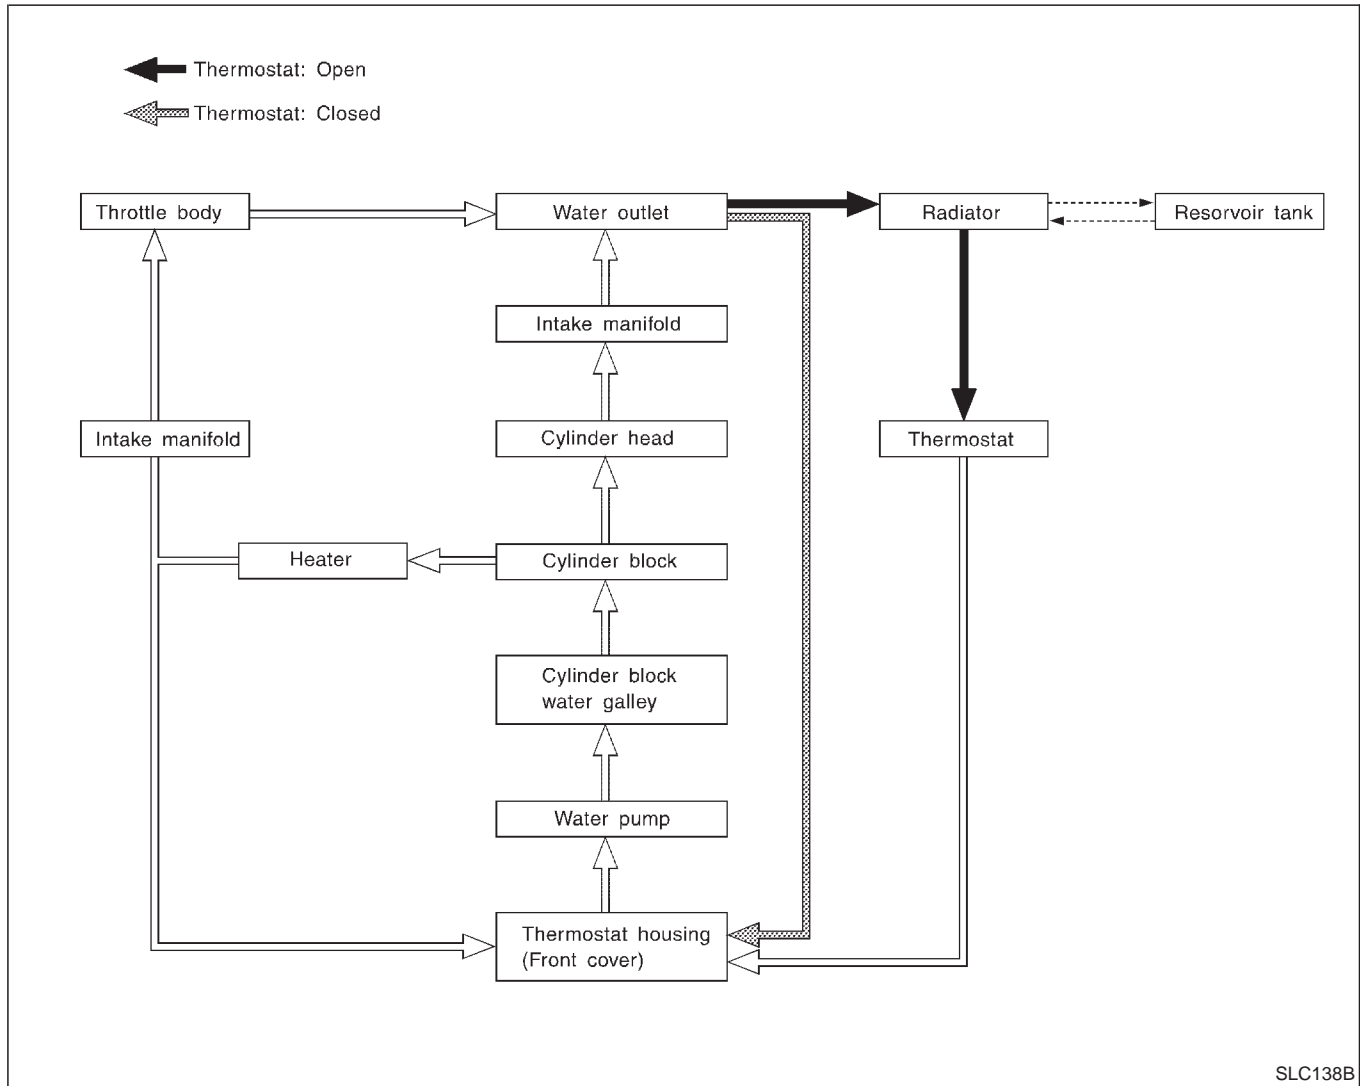 Thermostat: Open
Thermostat: Closed
Throttle body
Water outlet
Radiator
Resorvoir tank
Intake manifold
Intake manifold
Cylinder head
Thermostat
Heater
Cylinder block
Cylinder block
water galley
Water pump
Thermostat housing
(Front cover)
SLC138B